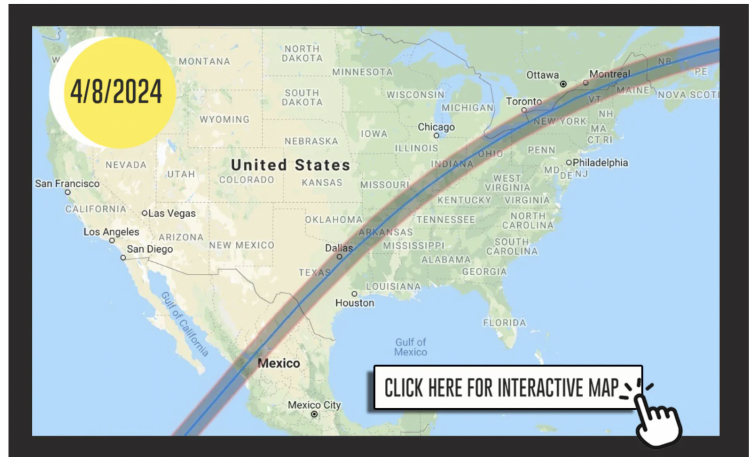 4/8/2024
W
MONTANA
NORTH
DAKOTA
MINNESOTA
Ottawa
Montreal
NB
PE
SOUTH
DAKOTA
WISCONSIN
MICHIGAN
Toronto
VT
MAINE
NOVA SCOTI
WYOMING
NEW YORK
NH
MA
CT RI
IOWA
Chicago
NEBRASKA
ILLINOIS
INDIANA
OHIO
PENN
Philadelphia
NEVADA
UTAH
United States
COLORADO
KANSAS
MISSOURI
WEST
VIRGINIA
MD
DE
NJ
San Francisco
KENTUCKY
VIRGINIA
CALIFORNIA
Las Vegas
OKLAHOMA
TENNESSEE
NORTH
CAROLINA
Los Angeles
ARIZONA
NEW MEXICO
ARKANSAS
San Diego
Dallas
MISSISSIPPI
SOUTH
CAROLINA
ALABAMA
TEXAS
GEORGIA
LOUISIANA
Houston
Gulf of
California
FLORIDA
Gulf of
Mexico
Mexico
CLICK HERE FOR INTERACTIVE MAP
Mexico City